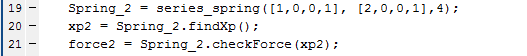 19 - Spring_2 = series_spring([1,0,0,1], [2,0,0,1],4);
20 - xp2 = Spring_2.findXp();
21 - force2 = Spring_2.checkForce(xp2);